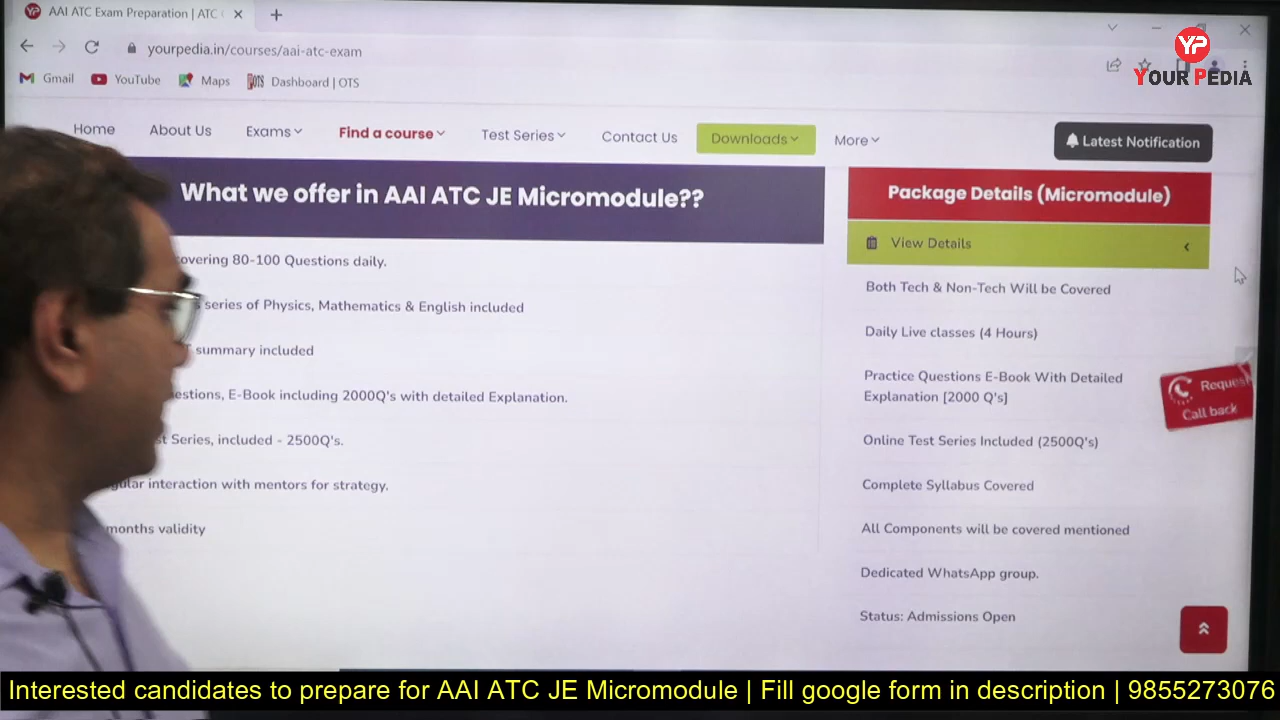 AAI ATC Exam Preparation | ATC
yourpedia.in/courses/aai-atc-exam
Gmail YouTube Maps OTS Dashboard | OTS
YP
YOUR PEDIA
Home About Us Exams Find a course Test Series Contact Us Downloads More Latest Notification
What we offer in AAI ATC JE Micromodule??
80-100 Questions daily.
series of Physics, Mathematics & English included
summary included
E-Book including 2000Q's with detailed Explanation.
Series, included - 2500Q's.
interaction with mentors for strategy.
months validity
Package Details (Micromodule)
View Details
Both Tech & Non-Tech Will be Covered
Daily Live classes (4 Hours)
Practice Questions E-Book With Detailed
Explanation [2000 Q's]
Online Test Series Included (2500Q's)
Complete Syllabus Covered
All Components will be covered mentioned
Dedicated WhatsApp group.
Status: Admissions Open
Request
Call back
Interested candidates to prepare for AAI ATC JE Micromodule | Fill google form in description | 9855273076